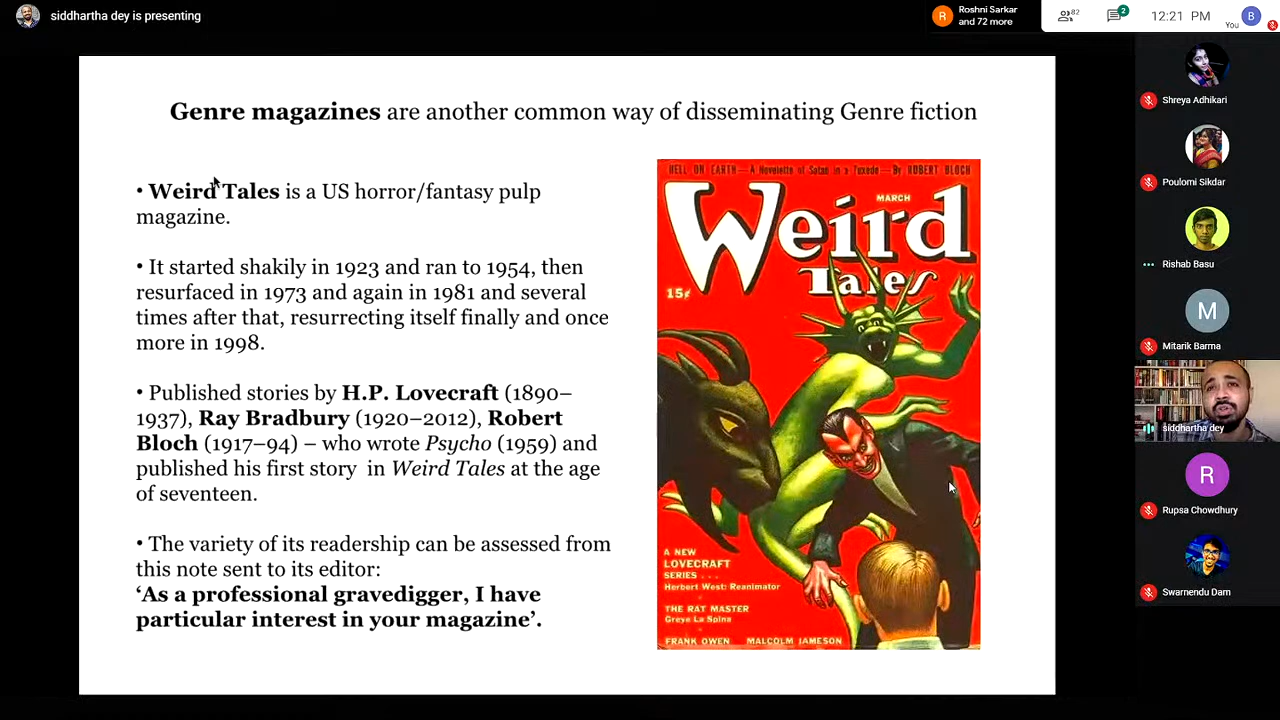 siddhartha dey is presenting
Roshni Sarkar
and 72 more
82
2
12:21 PM
You
B
R
Genre magazines are another common way of disseminating Genre fiction
• Weird Tales is a US horror/fantasy pulp
magazine.
• It started shakily in 1923 and ran to 1954, then
resurfaced in 1973 and again in 1981 and several
times after that, resurrecting itself finally and once
more in 1998.
• Published stories by H.P. Lovecraft (1890–
1937), Ray Bradbury (1920–2012), Robert
Bloch (1917–94) – who wrote Psycho (1959) and
published his first story in Weird Tales at the age
of seventeen.
• The variety of its readership can be assessed from
this note sent to its editor:
‘As a professional gravedigger, I have
particular interest in your magazine’.
HELL ON EARTH—A Novelette of Satan in a Tuxedo—By ROBERT BLOCH
MARCH
Weird
Tales
15¢
A NEW
LOVECRAFT
SERIES . . .
Herbert West: Reanimator
THE RAT MASTER
Greye La Spina
FRANK OWEN MALCOLM JAMESON
Shreya Adhikari
Poulomi Sikdar
Rishab Basu
M
Mitarik Barma
siddhartha dey
R
Rupsa Chowdhury
Swarnendu Dam